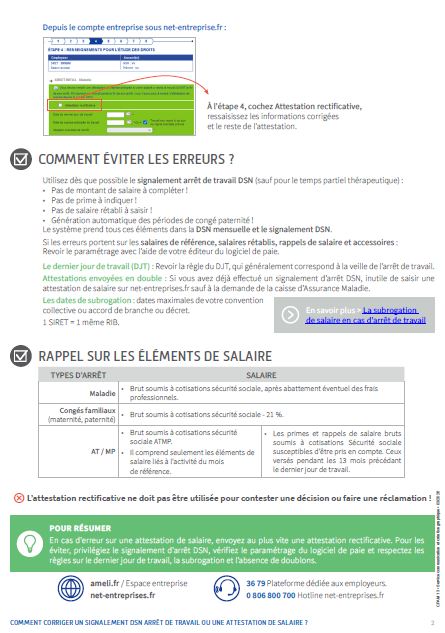 Depuis le compte entreprise sous net-entreprise.fr :
1 2 3 4 5 6 7 8
ÉTAPE 4 : RENSEIGNEMENTS POUR L'ÉTUDE DES DROITS
À l'étape 4, cochez Attestation rectificative,
ressaisissez les informations corrigées
et le reste de l'attestation.
COMMENT ÉVITER LES ERREURS ?
Utilisez dès que possible le signalement arrêt de travail DSN (sauf pour le temps partiel thérapeutique) :
• Pas de montant de salaire à compléter !
• Pas de prime à indiquer !
• Pas de salaire rétabli à saisir !
• Génération automatique des périodes de congé paternité !
Le système prend tous ces éléments dans la DSN mensuelle et le signalement DSN.
Si les erreurs portent sur les salaires de référence, salaires rétablis, rappels de salaire et accessoires :
Revoir le paramétrage avec l'aide de votre éditeur du logiciel de paie.
Le dernier jour de travail (DJT) : Revoir la règle du DJT, qui généralement correspond à la veille de l'arrêt de travail.
Attestations envoyées en double : Si vous avez déjà effectué un signalement d'arrêt DSN, inutile de saisir une
attestation de salaire sur net-entreprises.fr sauf à la demande de la caisse d'Assurance Maladie.
Les dates de subrogation : dates maximales de votre convention
collective ou accord de branche ou décret.
1 SIRET = 1 même RIB.
En savoir plus > La subrogation
de salaire en cas d'arrêt de travail
RAPPEL SUR LES ÉLÉMENTS DE SALAIRE
TYPES D'ARRÊT SALAIRE
Maladie • Brut soumis à cotisations sécurité sociale, après abattement éventuel des frais
professionnels.
Congés familiaux
(maternité, paternité) • Brut soumis à cotisations sécurité sociale - 21 %.
AT / MP
• Brut soumis à cotisations sécurité
sociale ATMP.
• Il comprend seulement les éléments de
salaire liés à l'activité du mois
de référence.
• Les primes et rappels de salaire bruts
soumis à cotisations Sécurité sociale
susceptibles d'être pris en compte. Ceux
versés pendant les 13 mois précédant
le dernier jour de travail.
L'attestation rectificative ne doit pas être utilisée pour contester une décision ou faire une réclamation !
POUR RÉSUMER
En cas d'erreur sur une attestation de salaire, envoyez au plus vite une attestation rectificative. Pour les
éviter, privilégiez le signalement d'arrêt DSN, vérifiez le paramétrage du logiciel de paie et respectez les
règles sur le dernier jour de travail, la subrogation et l'absence de doublons.
ameli.fr / Espace entreprise
net-entreprises.fr
36 79 Plateforme dédiée aux employeurs.
0 806 800 700 Hotline net-entreprises.fr
COMMENT CORRIGER UN SIGNALEMENT DSN ARRÊT DE TRAVAIL OU UNE ATTESTATION DE SALAIRE ? 3